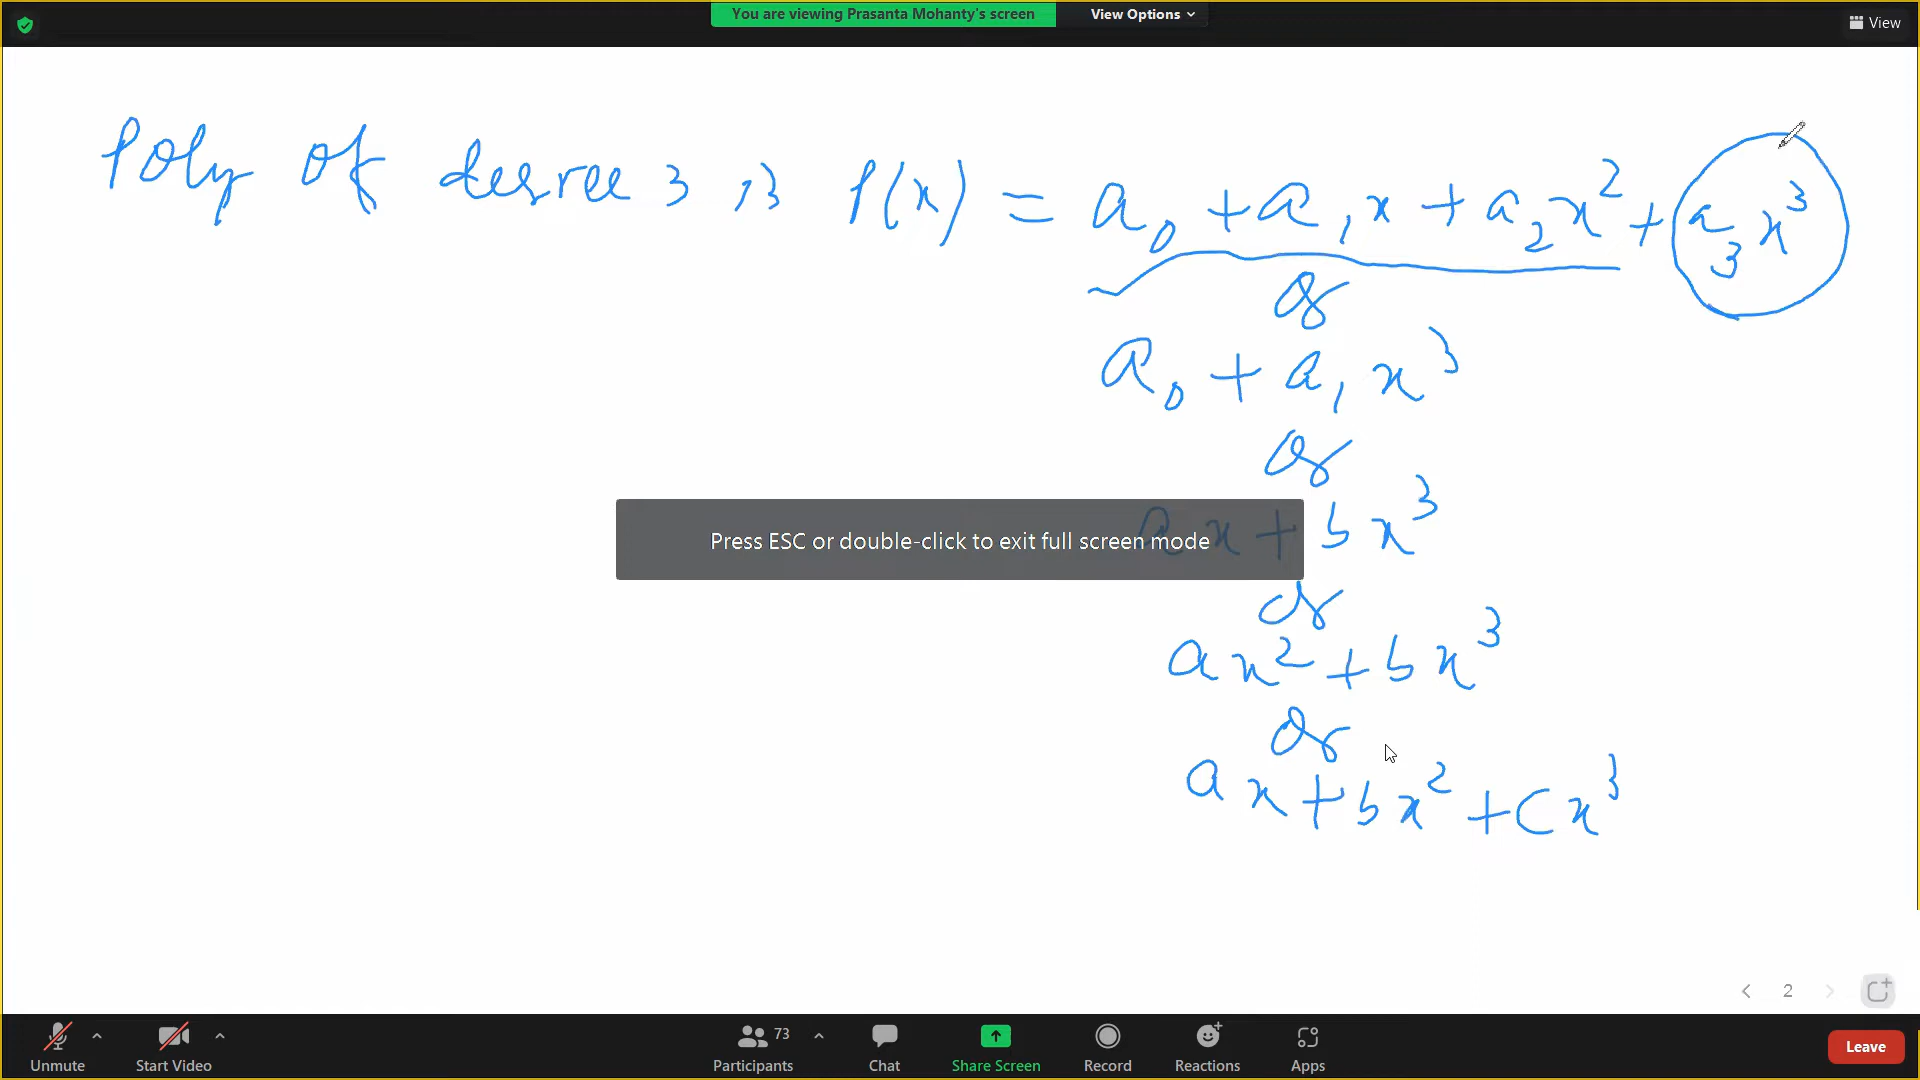 You are viewing Prasanta Mohanty's screen View Options
View
Poly of degree 3 is P(x) = a₀ + a₁x + a₂x² + a₃x³
or
a₀ + a₁x³
or
ax + bx³
Press ESC or double-click to exit full screen mode
or
ax² + bx³
or
ax + bx² + cx³
2
Unmute Start Video Participants 73 Chat Share Screen Record Reactions Apps Leave